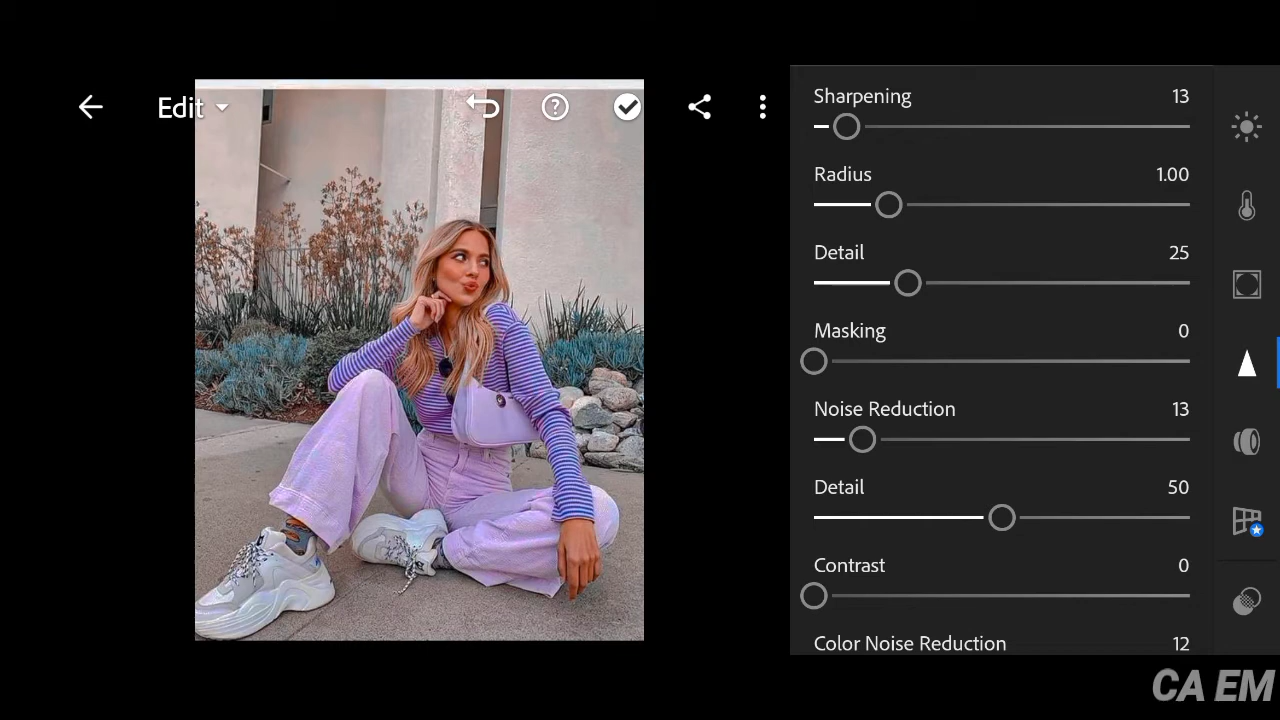 Edit
Sharpening 13
Radius 1.00
Detail 25
Masking 0
Noise Reduction 13
Detail 50
Contrast 0
Color Noise Reduction 12
CA EM